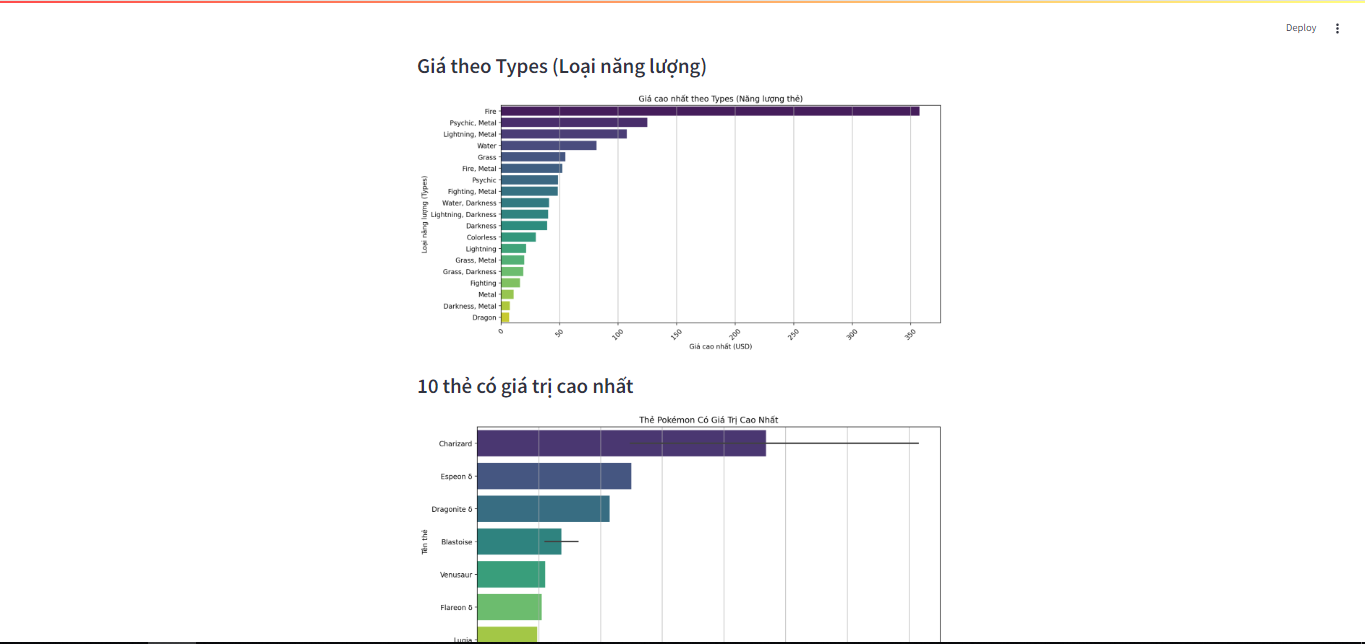 Deploy
Giá theo Types (Loại năng lượng)
Giá cao nhất theo Types (Năng lượng thẻ)
Fire
Psychic, Metal
Lightning, Metal
Water
Grass
Fire, Metal
Psychic
Fighting, Metal
Water, Darkness
Lightning, Darkness
Darkness
Colorless
Lightning
Grass, Metal
Grass, Darkness
Fighting
Metal
Darkness, Metal
Dragon
Loại năng lượng (Types)
0 50 100 150 200 250 300 350
Giá cao nhất (USD)
10 thẻ có giá trị cao nhất
Thẻ Pokémon Có Giá Trị Cao Nhất
Charizard
Espeon δ
Dragonite δ
Blastoise
Venusaur
Flareon δ
Lugia
Tên thẻ